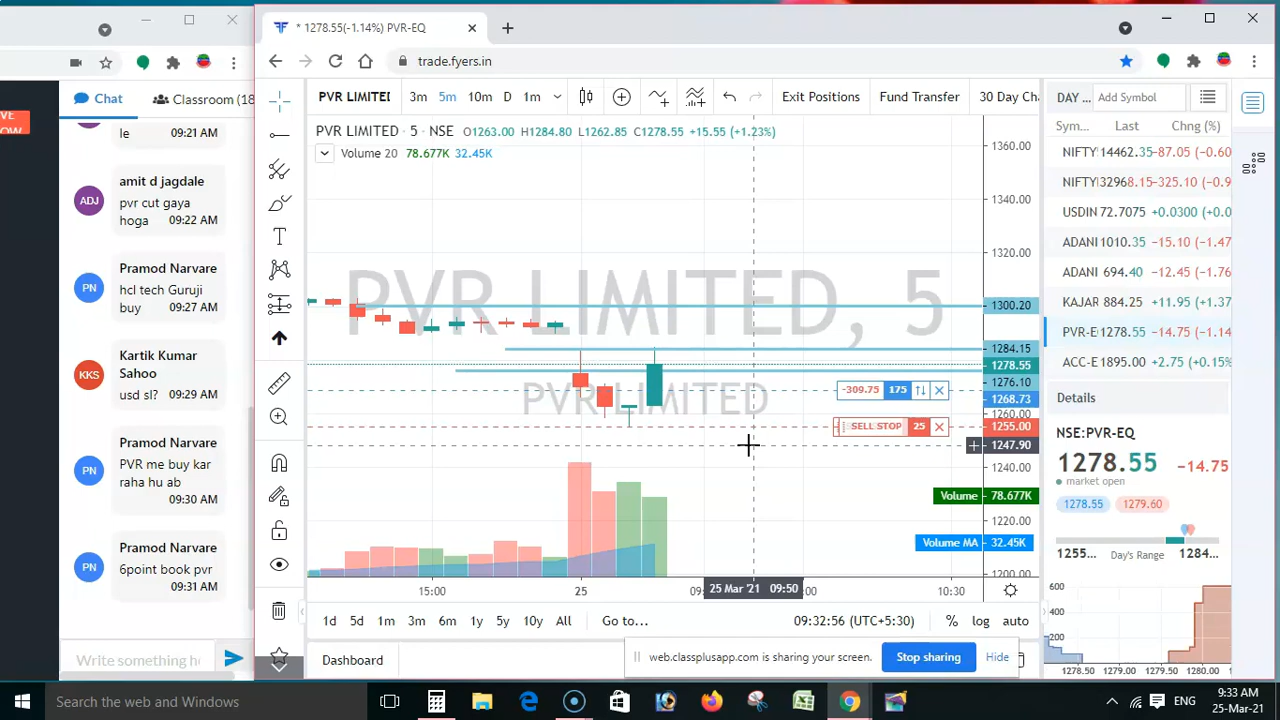 * 1278.55(-1.14%) PVR-EQ
trade.fyers.in
Chat
Classroom (18
le
09:21 AM
amit d jagdale
ADJ
pvr cut gaya
hoga 09:22 AM
Pramod Narvare
PN
hcl tech Guruji
buy 09:27 AM
Kartik Kumar
Sahoo
KKS
usd sl? 09:29 AM
Pramod Narvare
PN
PVR me buy kar
raha hu ab
09:30 AM
Pramod Narvare
PN
6point book pvr
09:31 AM
Write something he
PVR LIMITED
3m 5m 10m D 1m
Exit Positions Fund Transfer 30 Day Ch
PVR LIMITED · 5 · NSE O1263.00 H1284.80 L1262.85 C1278.55 +15.55 (+1.23%)
Volume 20 78.677K 32.45K
PVR LIMITED, 5
PVR LIMITED
-309.75 175
SELL STOP 25
1360.00
1340.00
1320.00
1300.20
1284.15
1278.55
1276.10
1268.73
1260.00
1255.00
1247.90
1240.00
Volume 78.677K
1220.00
Volume MA 32.45K
1200.00
15:00 25 09: 25 Mar '21 09:50 :00 10:30
1d 5d 1m 3m 6m 1y 5y 10y All Go to...
09:32:56 (UTC+5:30) % log auto
Dashboard
web.classplusapp.com is sharing your screen.
Stop sharing
Hide
DAY ... Add Symbol
Sym... Last Chng (%)
NIFTY 14462.35 -87.05 (-0.60
NIFTY 32968.15 -325.10 (-0.9
USDIN 72.7075 +0.0300 (+0.0
ADANI 1010.35 -15.10 (-1.47
ADANI 694.40 -12.45 (-1.76
KAJAR 884.25 +11.95 (+1.37
PVR-E 1278.55 -14.75 (-1.14
ACC-E 1895.00 +2.75 (+0.15%
Details
NSE:PVR-EQ
1278.55 -14.75
market open
1278.55 1279.60
1255... Day's Range 1284...
600
400
200
0
1278.50 1279.00 1279.50 1280.00
Search the web and Windows
ENG
9:33 AM
25-Mar-21